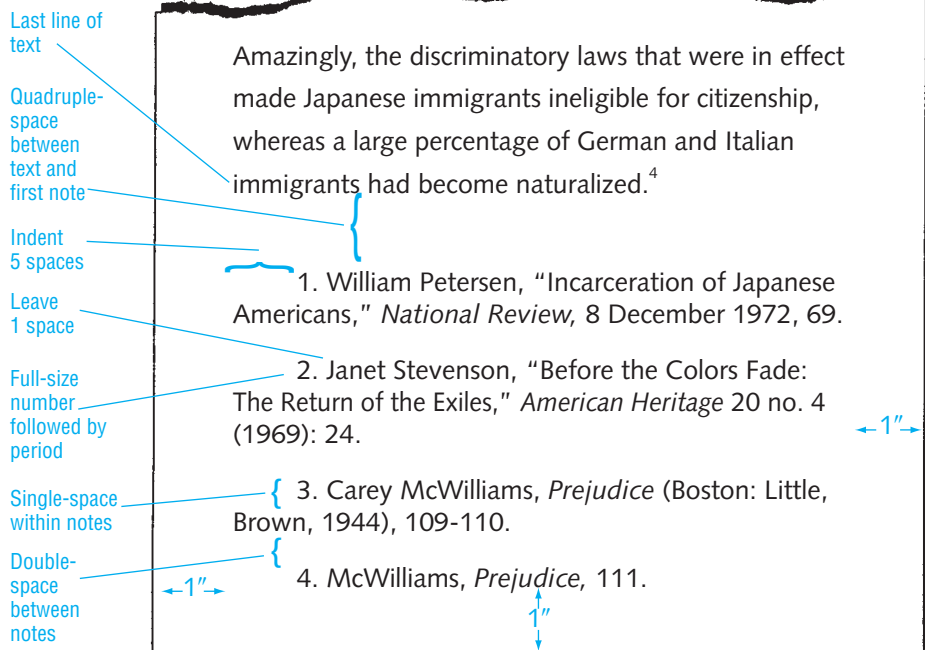 Last line of
text
Quadruple-
space
between
text and
first note
Indent
5 spaces
Leave
1 space
Full-size
number
followed by
period
Single-space
within notes
Double-
space
between
notes
Amazingly, the discriminatory laws that were in effect
made Japanese immigrants ineligible for citizenship,
whereas a large percentage of German and Italian
immigrants had become naturalized.⁴
1. William Petersen, “Incarceration of Japanese
Americans,” National Review, 8 December 1972, 69.
2. Janet Stevenson, “Before the Colors Fade:
The Return of the Exiles,” American Heritage 20 no. 4
(1969): 24.
1″
3. Carey McWilliams, Prejudice (Boston: Little,
Brown, 1944), 109-110.
4. McWilliams, Prejudice, 111.
1″
1″